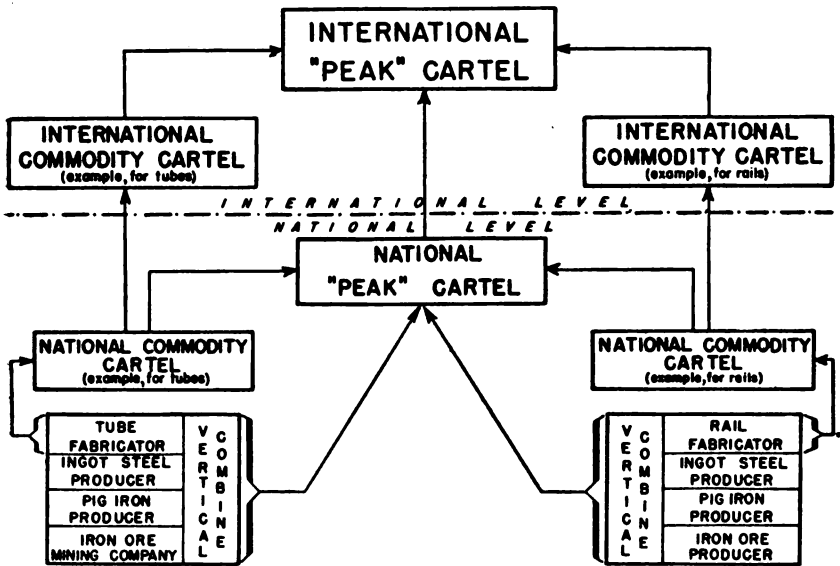 INTERNATIONAL
"PEAK" CARTEL
INTERNATIONAL
COMMODITY CARTEL
(example, for tubes)
INTERNATIONAL
COMMODITY CARTEL
(example, for rails)
INTERNATIONAL LEVEL
NATIONAL LEVEL
NATIONAL
"PEAK" CARTEL
NATIONAL COMMODITY
CARTEL
(example, for tubes)
NATIONAL COMMODITY
CARTEL
(example, for rails)
TUBE
FABRICATOR
INGOT STEEL
PRODUCER
PIG IRON
PRODUCER
IRON ORE
MINING COMPANY
VERTICAL
COMBINE
VERTICAL
COMBINE
RAIL
FABRICATOR
INGOT STEEL
PRODUCER
PIG IRON
PRODUCER
IRON ORE
PRODUCER